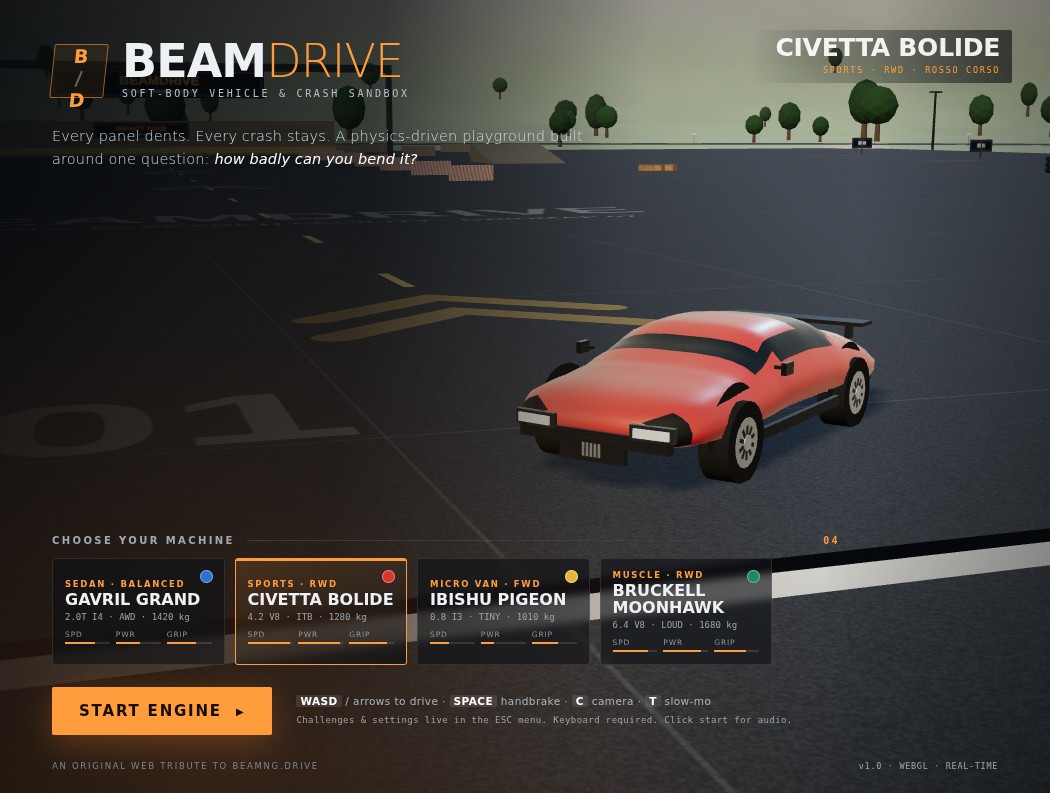 B
/
D
BEAMDRIVE
SOFT-BODY VEHICLE & CRASH SANDBOX
CIVETTA BOLIDE
SPORTS · RWD · ROSSO CORSO
Every panel dents. Every crash stays. A physics-driven playground built
around one question: how badly can you bend it?
BEAMDRIVE
01
CHOOSE YOUR MACHINE
04
SEDAN · BALANCED
GAVRIL GRAND
2.0T I4 · AWD · 1420 kg
SPD PWR GRIP
SPORTS · RWD
CIVETTA BOLIDE
4.2 V8 · ITB · 1280 kg
SPD PWR GRIP
MICRO VAN · FWD
IBISHU PIGEON
0.8 I3 · TINY · 1010 kg
SPD PWR GRIP
MUSCLE · RWD
BRUCKELL
MOONHAWK
6.4 V8 · LOUD · 1680 kg
SPD PWR GRIP
START ENGINE ▸
WASD / arrows to drive · SPACE handbrake · C camera · T slow-mo
Challenges & settings live in the ESC menu. Keyboard required. Click start for audio.
AN ORIGINAL WEB TRIBUTE TO BEAMNG.DRIVE
v1.0 · WEBGL · REAL-TIME